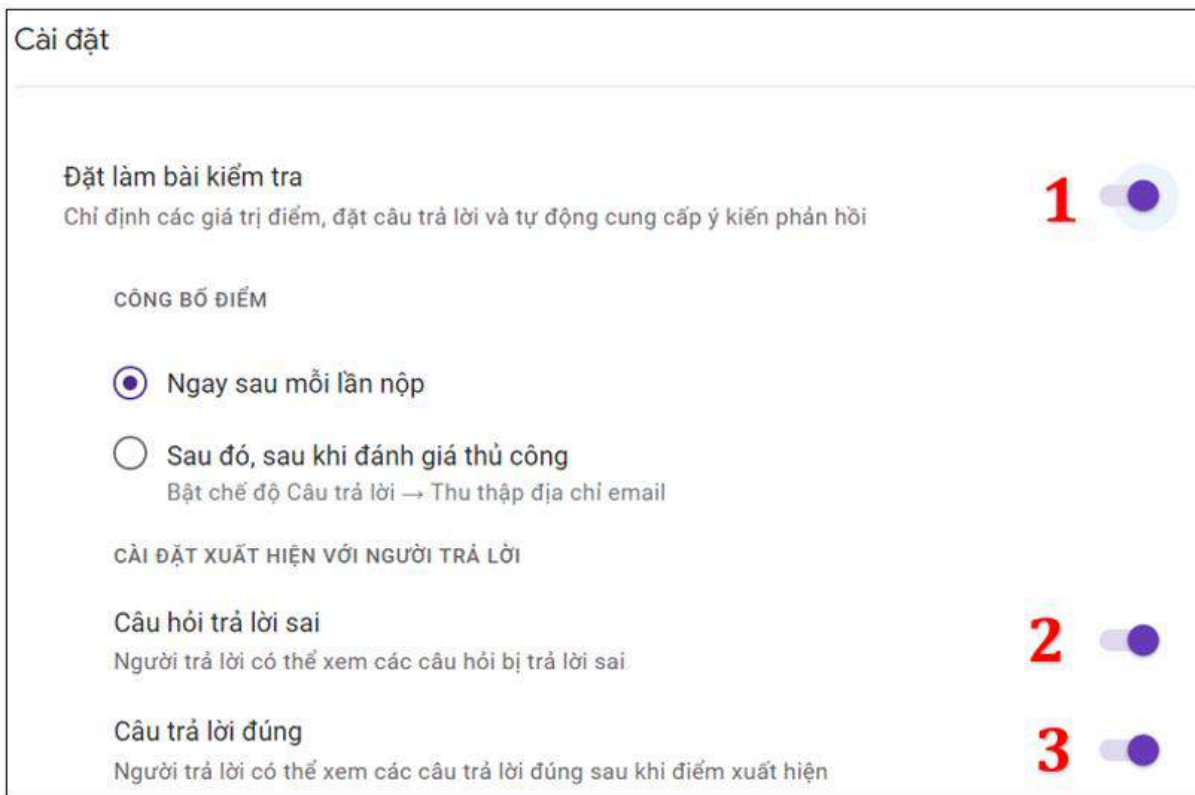 Cài đặt
Đặt làm bài kiểm tra
Chỉ định các giá trị điểm, đặt câu trả lời và tự động cung cấp ý kiến phản hồi
1
CÔNG BỐ ĐIỂM
Ngay sau mỗi lần nộp
Sau đó, sau khi đánh giá thủ công
Bật chế độ Câu trả lời → Thu thập địa chỉ email
CÀI ĐẶT XUẤT HIỆN VỚI NGƯỜI TRẢ LỜI
Câu hỏi trả lời sai
Người trả lời có thể xem các câu hỏi bị trả lời sai
2
Câu trả lời đúng
Người trả lời có thể xem các câu trả lời đúng sau khi điểm xuất hiện
3